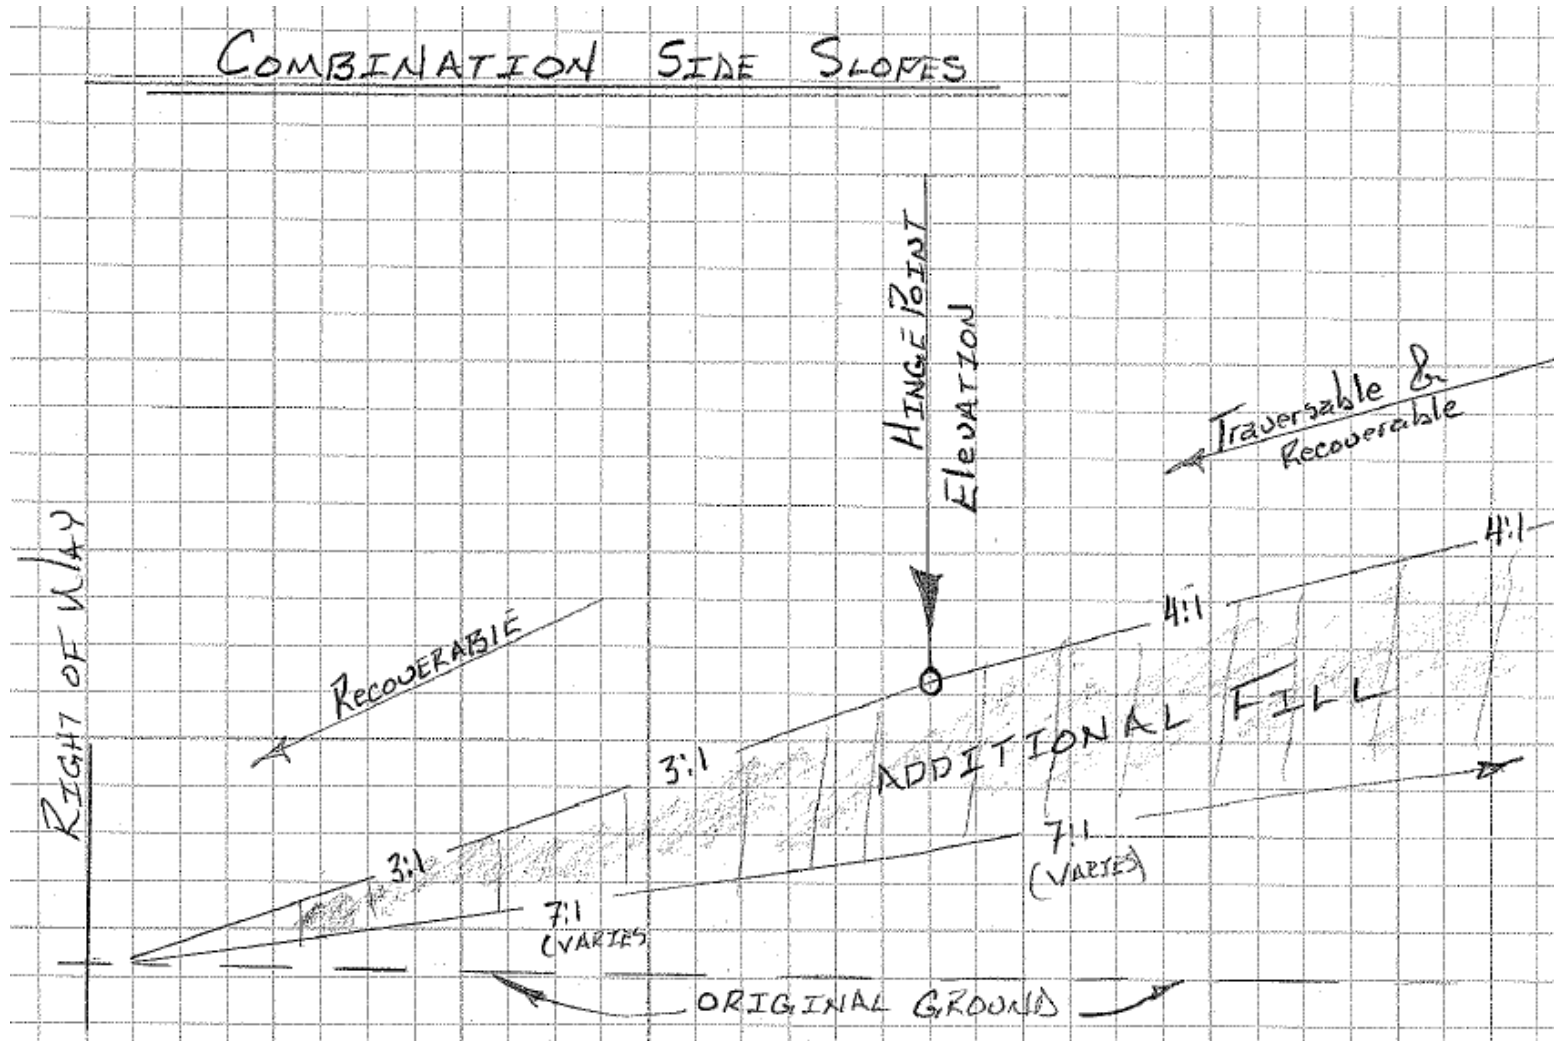 COMBINATION SIDE SLOPES
HINGE POINT
ELEVATION
Traversable &
Recoverable
4:1
4:1
RIGHT OF WAY
RECOVERABLE
ADDITIONAL FILL
3:1
3:1
7:1
(VARIES)
7:1
(VARIES
ORIGINAL GROUND